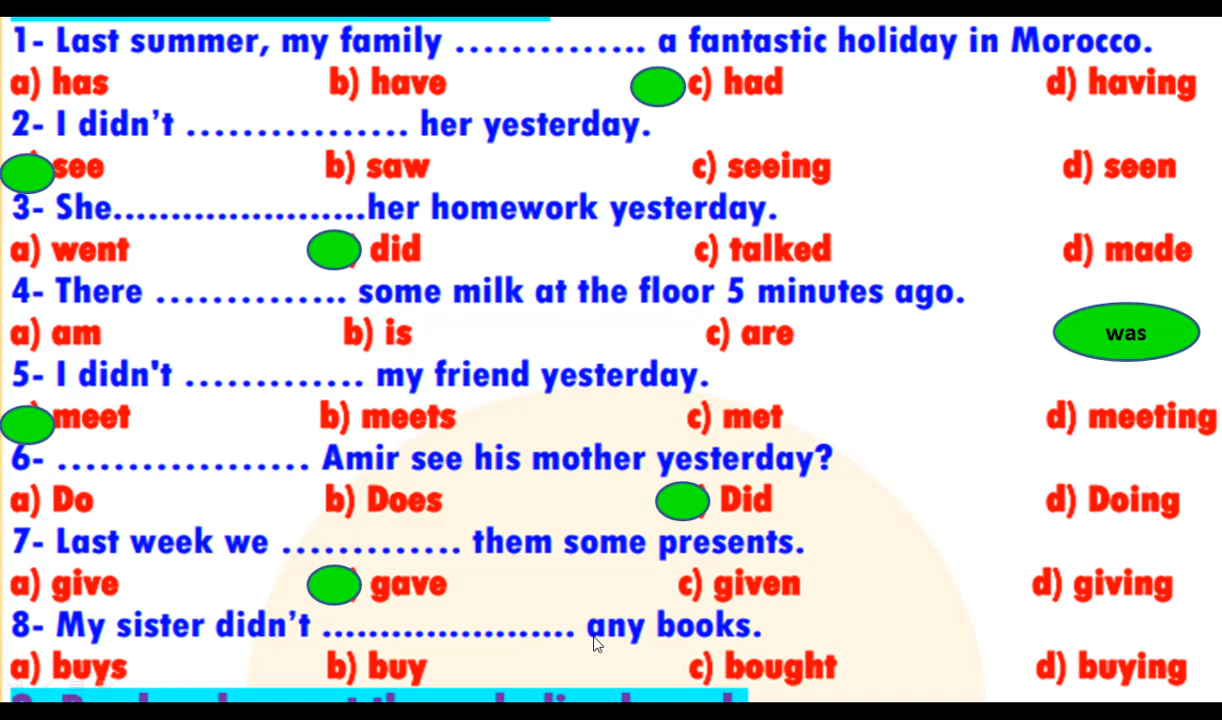 1- Last summer, my family .............. a fantastic holiday in Morocco.
a) has b) have c) had d) having
2- I didn’t ................ her yesterday.
see b) saw c) seeing d) seen
3- She......................her homework yesterday.
a) went did c) talked d) made
4- There .............. some milk at the floor 5 minutes ago.
a) am b) is c) are was
5- I didn't ............. my friend yesterday.
meet b) meets c) met d) meeting
6- .................. Amir see his mother yesterday?
a) Do b) Does Did d) Doing
7- Last week we ............. them some presents.
a) give gave c) given d) giving
8- My sister didn’t ...................... any books.
a) buys b) buy c) bought d) buying